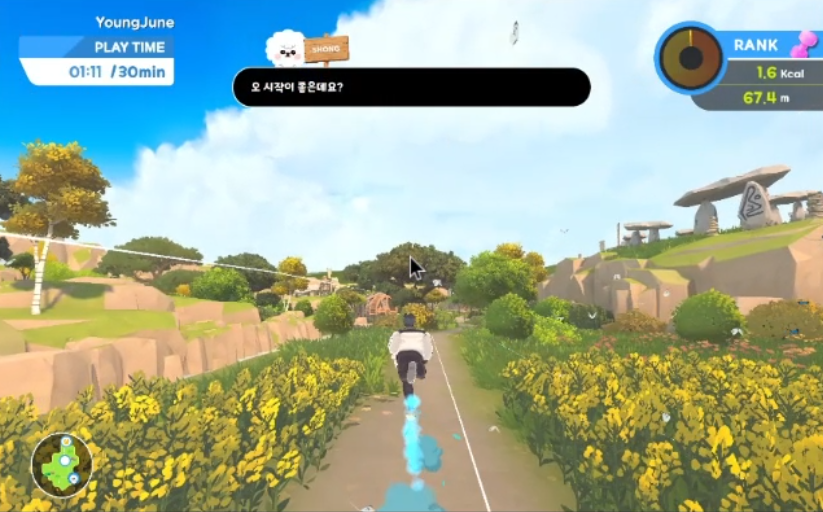 YoungJune
PLAY TIME
01:11 /30min
SHONG
오 시작이 좋은데요?
RANK
1.6 Kcal
67.4 m